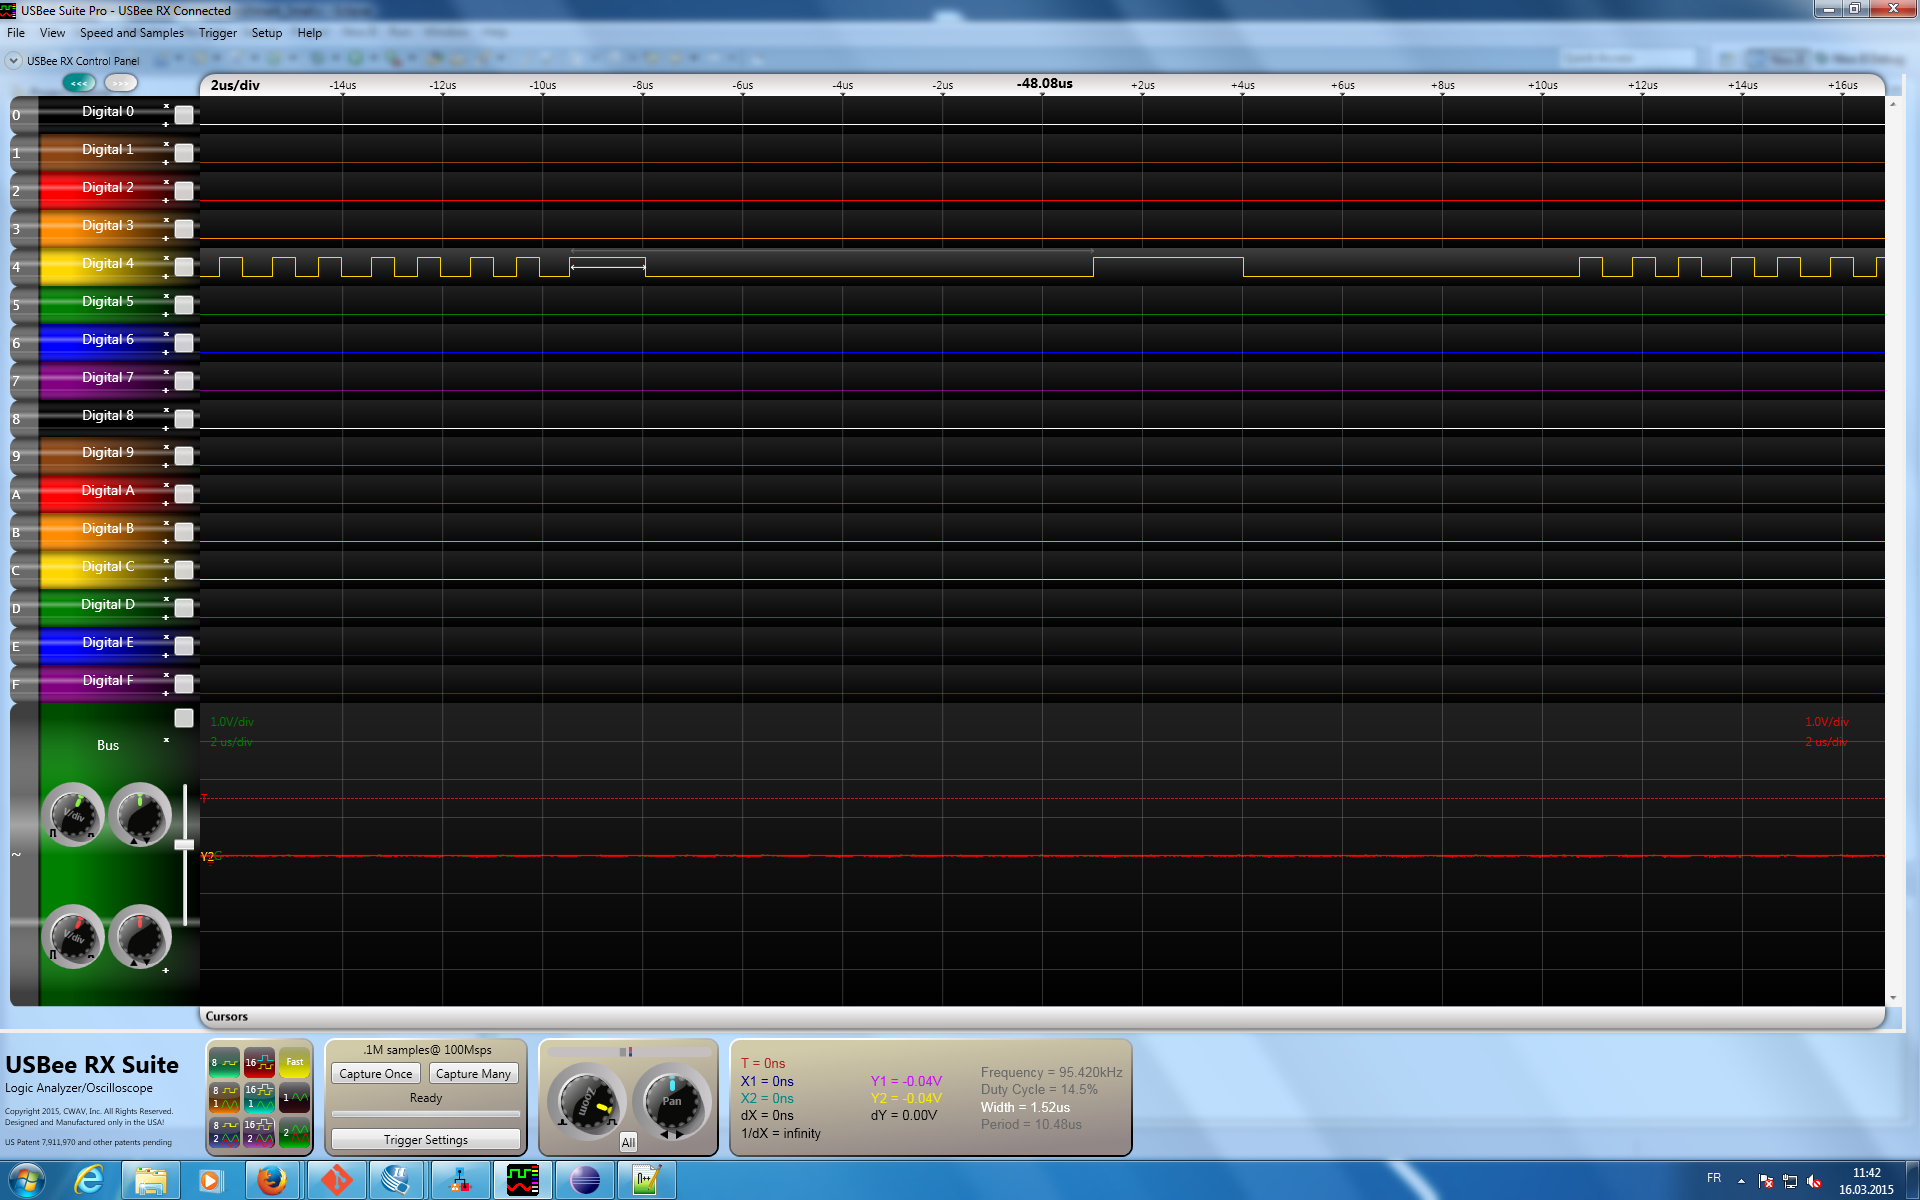 USBee Suite Pro - USBee RX Connected
File View Speed and Samples Trigger Setup Help
USBee RX Control Panel
<<< >>>
2us/div -14us -12us -10us -8us -6us -4us -2us -48.08us +2us +4us +6us +8us +10us +12us +14us +16us
0 Digital 0
1 Digital 1
2 Digital 2
3 Digital 3
4 Digital 4
5 Digital 5
6 Digital 6
7 Digital 7
8 Digital 8
9 Digital 9
A Digital A
B Digital B
C Digital C
D Digital D
E Digital E
F Digital F
1.0V/div 1.0V/div
2 us/div 2 us/div
Bus
T
V/div
~ Y2
V/div
Cursors
USBee RX Suite
Logic Analyzer/Oscilloscope
Copyright 2015, CWAV, Inc. All Rights Reserved.
Designed and Manufactured only in the USA!
US Patent 7,911,970 and other patents pending
8 16 Fast
8 1 16 1 1
8 2 16 2 2
.1M samples@ 100Msps
Capture Once Capture Many
Ready
Trigger Settings
Zoom Pan
All
T = 0ns
X1 = 0ns Y1 = -0.04V
X2 = 0ns Y2 = -0.04V
dX = 0ns dY = 0.00V
1/dX = infinity
Frequency = 95.420kHz
Duty Cycle = 14.5%
Width = 1.52us
Period = 10.48us
FR
11:42
16.03.2015